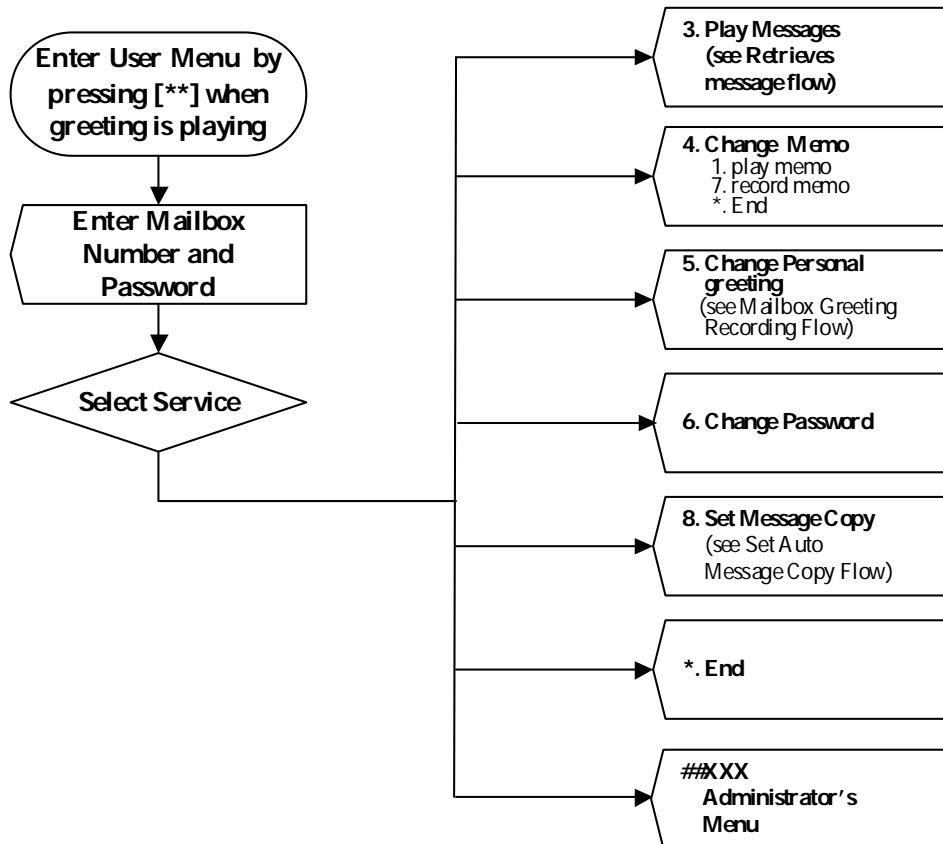 Enter User Menu by
pressing [**] when
greeting is playing
Enter Mailbox
Number and
Password
Select Service
3. Play Messages
(see Retrieves
message flow)
4. Change Memo
1. play memo
7. record memo
*. End
5. Change Personal
greeting
(see Mailbox Greeting
Recording Flow)
6. Change Password
8. Set Message Copy
(see Set Auto
Message Copy Flow)
*. End
##XXX
Administrator's
Menu